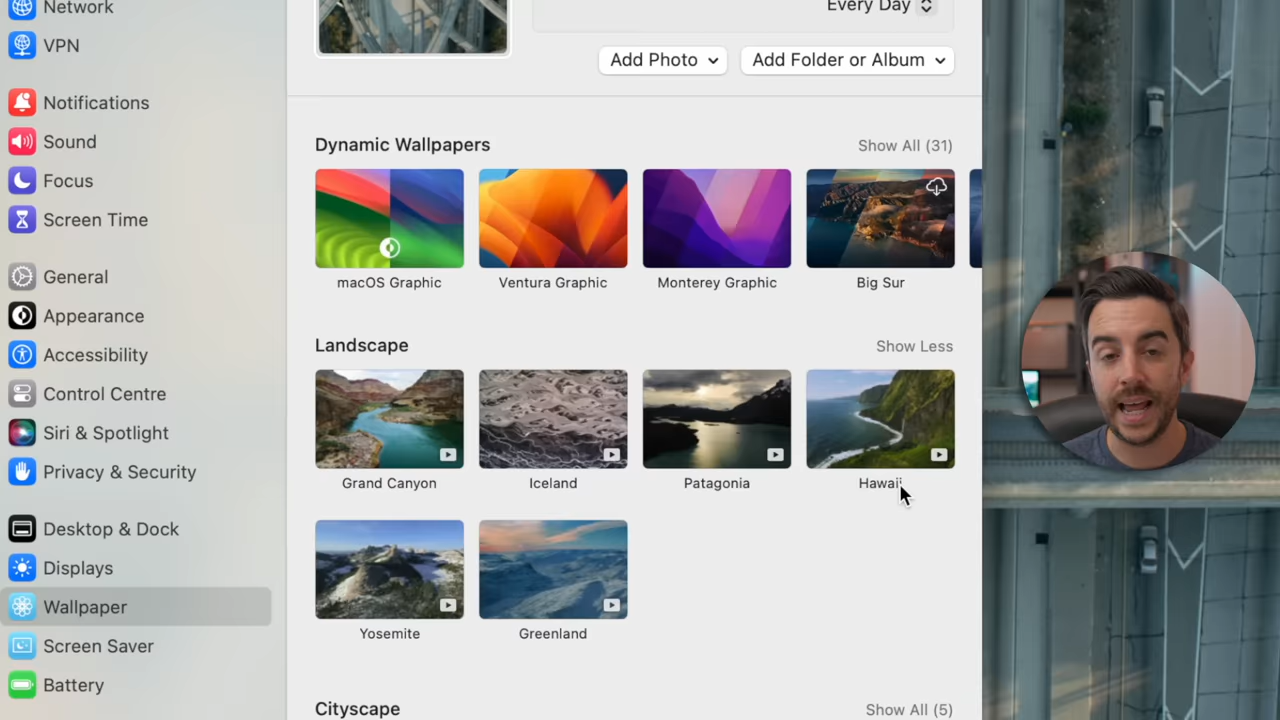 Network
VPN
Notifications
Sound
Focus
Screen Time
General
Appearance
Accessibility
Control Centre
Siri & Spotlight
Privacy & Security
Desktop & Dock
Displays
Wallpaper
Screen Saver
Battery
Every Day
Add Photo
Add Folder or Album
Dynamic Wallpapers
Show All (31)
macOS Graphic
Ventura Graphic
Monterey Graphic
Big Sur
Landscape
Show Less
Grand Canyon
Iceland
Patagonia
Hawaii
Yosemite
Greenland
Cityscape
Show All (5)